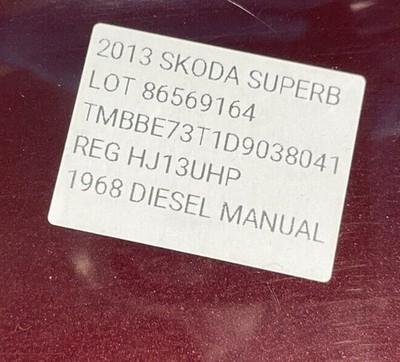 2013 SKODA SUPERB
LOT 86569164
TMBBE73T1D9038041
REG HJ13UHP
1968 DIESEL MANUAL